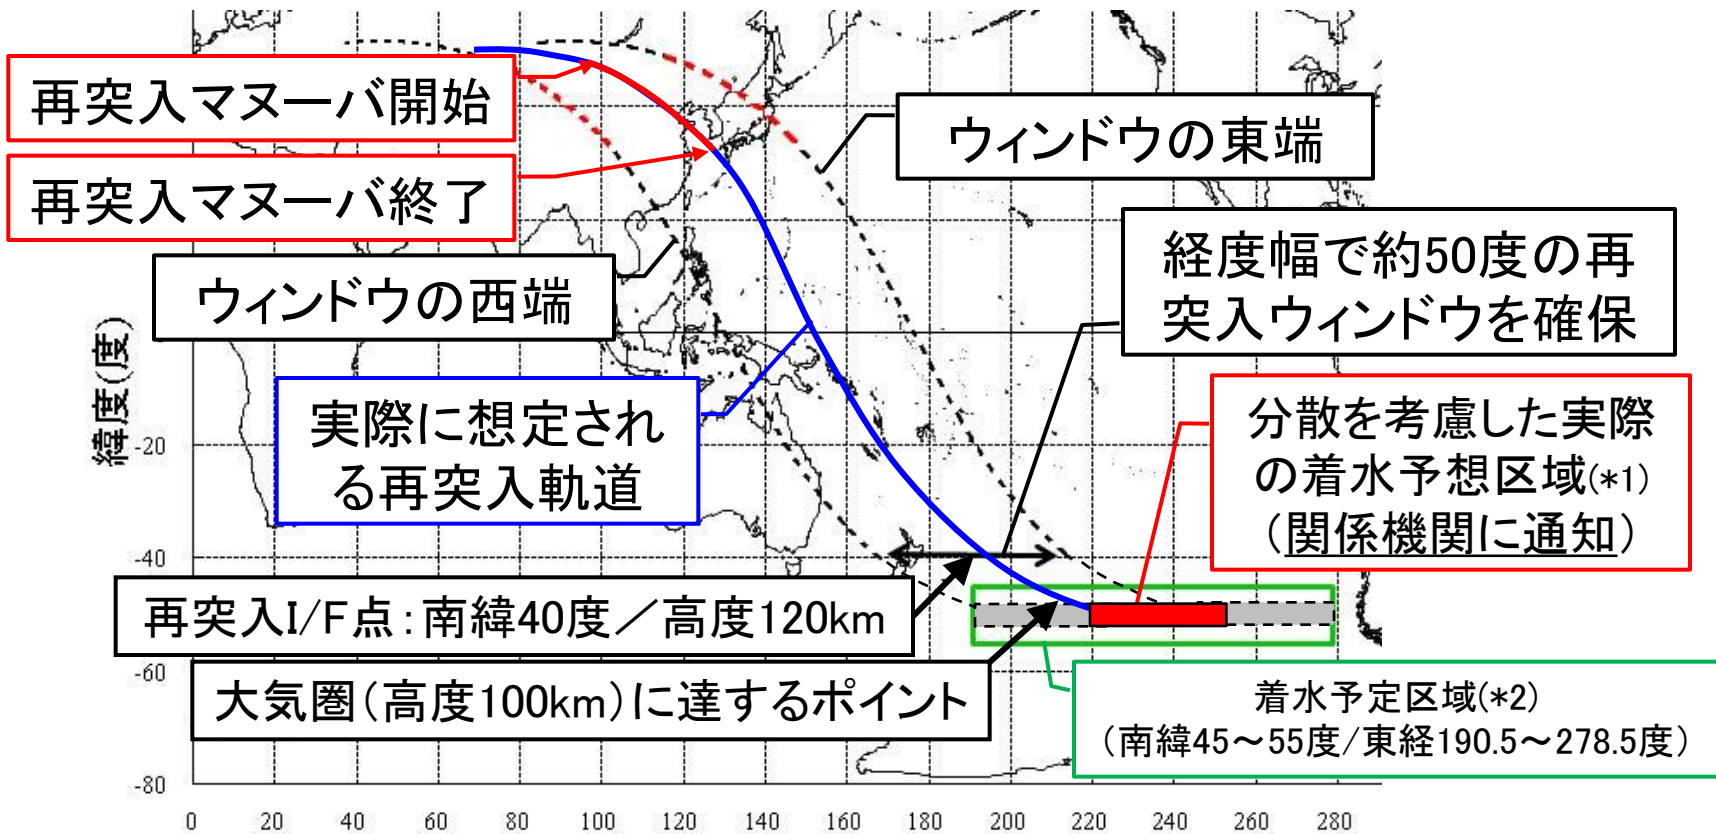 再突入マヌーバ開始
再突入マヌーバ終了
ウィンドウの東端
ウィンドウの西端
経度幅で約50度の再
突入ウィンドウを確保
実際に想定され
る再突入軌道
分散を考慮した実際
の着水予想区域(*1)
(関係機関に通知)
再突入I/F点:南緯40度/高度120km
大気圏(高度100km)に達するポイント
着水予定区域(*2)
(南緯45~55度/東経190.5~278.5度)
緯度(度)
-20
-40
-60
-80
0 20 40 60 80 100 120 140 160 180 200 220 240 260 280